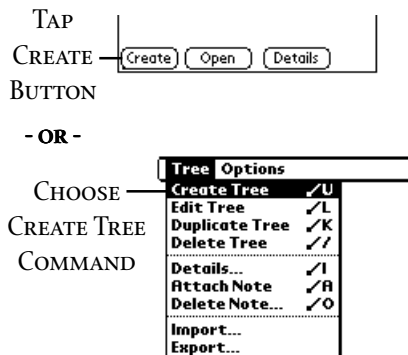 TAP
CREATE
BUTTON
Create Open Details
- OR -
CHOOSE
CREATE TREE
COMMAND
Tree Options
Create Tree /U
Edit Tree /L
Duplicate Tree /K
Delete Tree //
Details... /I
Attach Note /A
Delete Note... /O
Import...
Export...